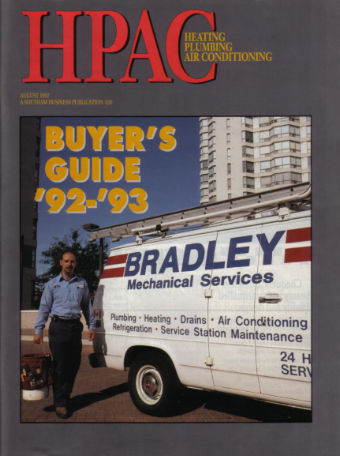 HPAC
HEATING
PLUMBING
AIR CONDITIONING
AUGUST 1992
A SOUTHAM BUSINESS PUBLICATION
BUYER'S
GUIDE
'92-'93
BRADLEY
Mechanical Services
Plumbing · Heating · Drains · Air Conditioning
Refrigeration · Service Station Maintenance
24 H
SERV